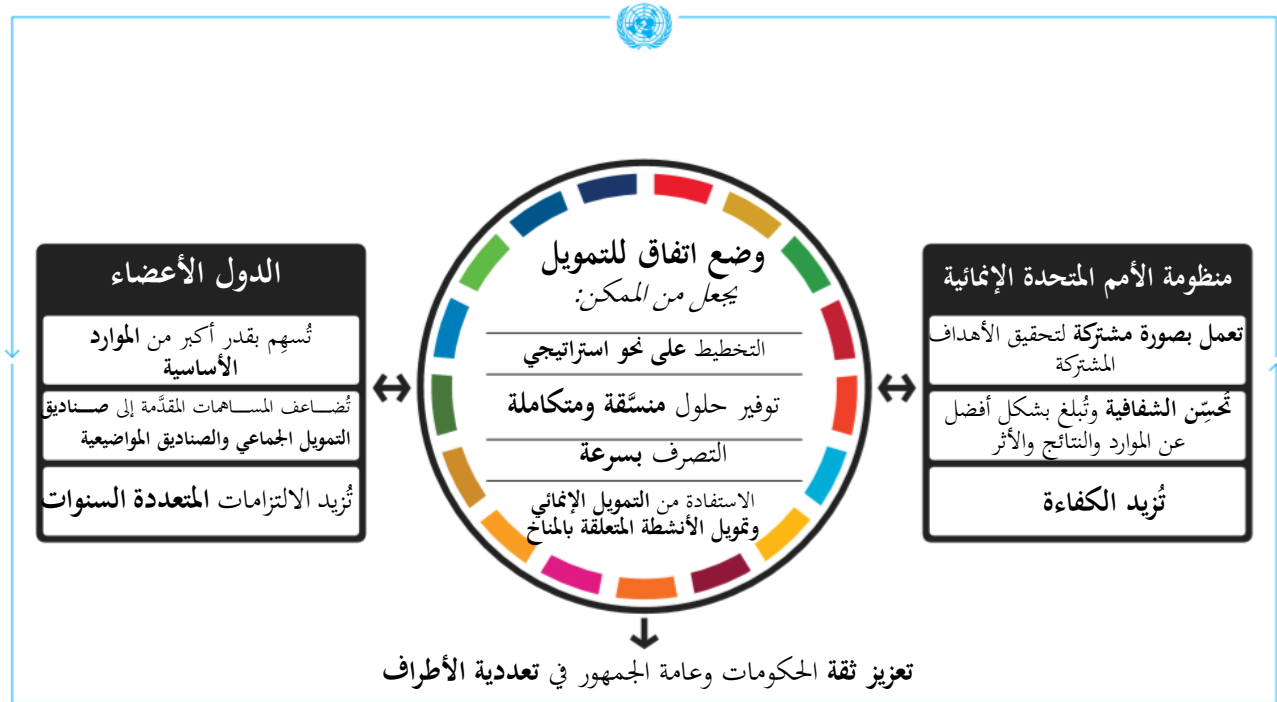 منظومة الأمم المتحدة الإنمائية
تعمل بصورة مشتركة لتحقيق الأهداف
المشتركة
تُحسِّن الشفافية وتُبلغ بشكل أفضل
عن الموارد والنتائج والأثر
تُزيد الكفاءة
وضع اتفاق للتمويل
يجعل من الممكن:
التخطيط على نحو استراتيجي
توفير حلول منسَّقة ومتكاملة
التصرف بسرعة
الاستفادة من التمويل الإنمائي
وتمويل الأنشطة المتعلقة بالمناخ
الدول الأعضاء
تُسهِم بقدر أكبر من الموارد
الأساسية
تُضــاعف المســاهمات المقدَّمة إلى صــناديق
التمويل الجماعي والصناديق المواضيعية
تُزيد الالتزامات المتعددة السنوات
تعزيز ثقة الحكومات وعامة الجمهور في تعددية الأطراف